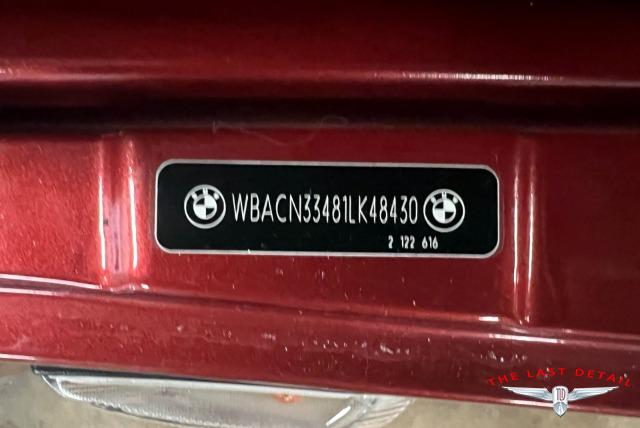 WBACN33481LK48430
2 122 616
THE LAST DETAIL